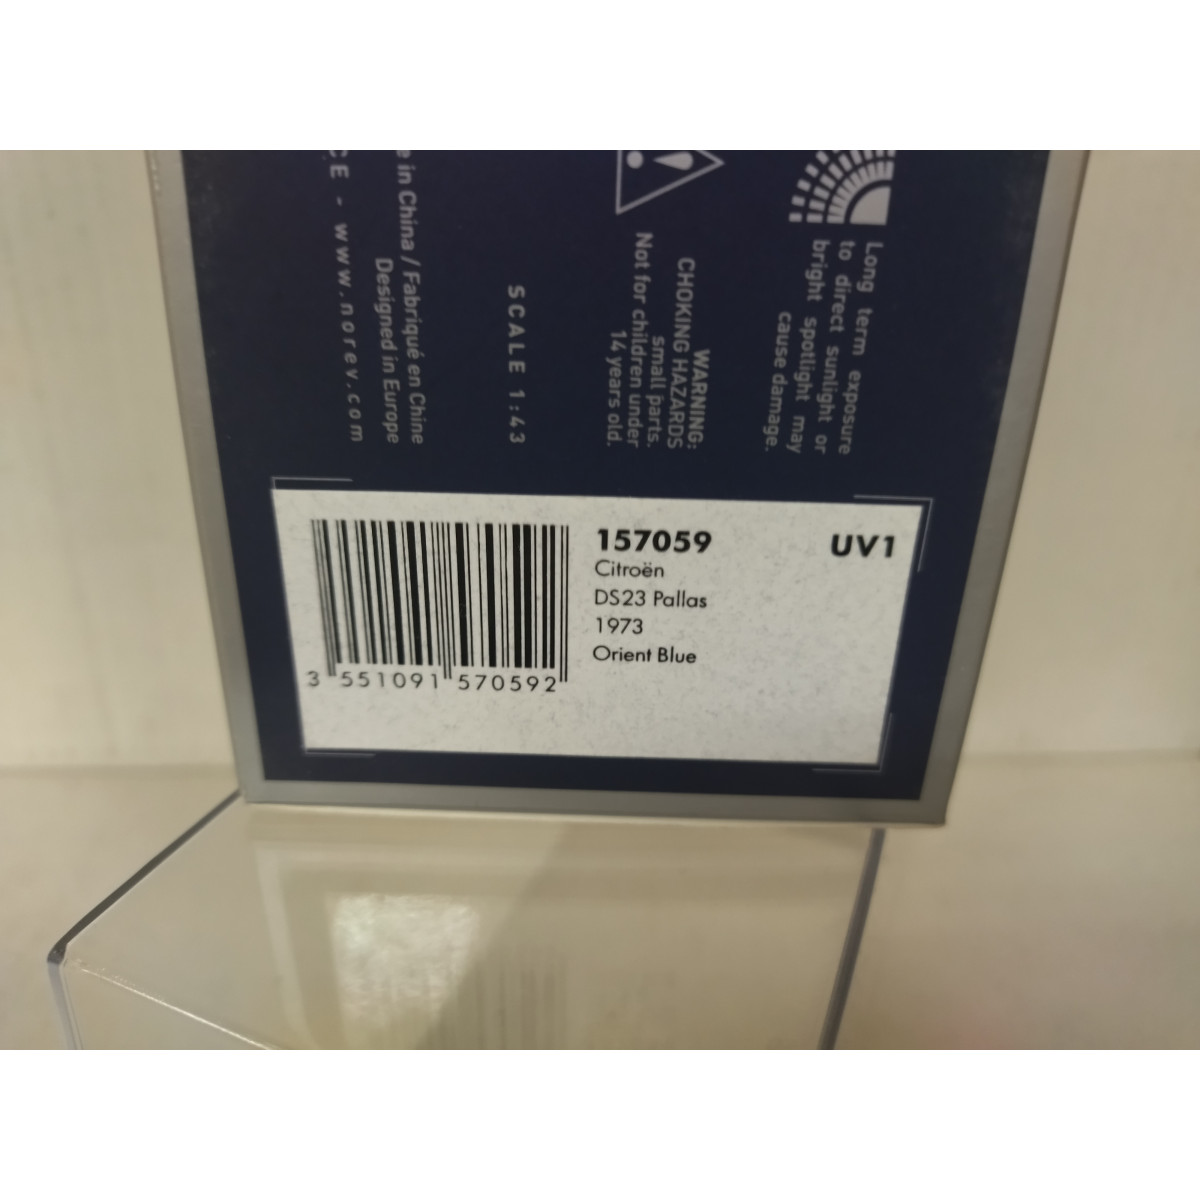 Long term exposure
to direct sunlight or
bright spotlight may
cause damage.
WARNING:
CHOKING HAZARDS
small parts.
Not for children under
14 years old.
SCALE 1:43
in China / Fabriqué en Chine
Designed in Europe
- www.norev.com
157059
UV1
Citroën
DS23 Pallas
1973
Orient Blue
3 551091 570592